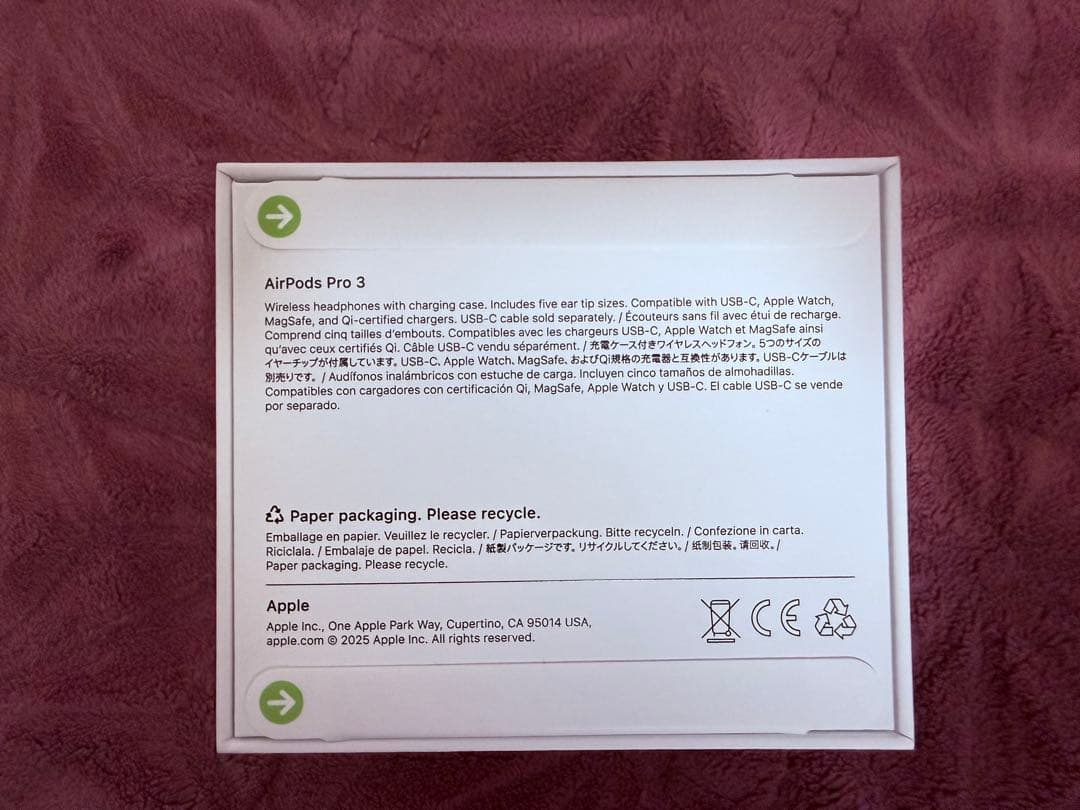 AirPods Pro 3
Wireless headphones with charging case. Includes five ear tip sizes. Compatible with USB-C, Apple Watch,
MagSafe, and Qi-certified chargers. USB-C cable sold separately. / Écouteurs sans fil avec étui de recharge.
Comprend cinq tailles d’embouts. Compatibles avec les chargeurs USB-C, Apple Watch et MagSafe ainsi
qu’avec ceux certifiés Qi. Câble USB-C vendu séparément. / 充電ケース付きワイヤレスヘッドフォン。5つのサイズの
イヤーチップが付属しています。USB-C、Apple Watch、MagSafe、およびQi規格の充電器と互換性があります。USB-Cケーブルは
別売りです。 / Audífonos inalámbricos con estuche de carga. Incluyen cinco tamaños de almohadillas.
Compatibles con cargadores con certificación Qi, MagSafe, Apple Watch y USB-C. El cable USB-C se vende
por separado.
Paper packaging. Please recycle.
Emballage en papier. Veuillez le recycler. / Papierverpackung. Bitte recyceln. / Confezione in carta.
Riciclala. / Embalaje de papel. Recicla. / 紙製パッケージです。リサイクルしてください。 / 纸制包装。请回收。 /
Paper packaging. Please recycle.
Apple
Apple Inc., One Apple Park Way, Cupertino, CA 95014 USA,
apple.com © 2025 Apple Inc. All rights reserved.
CE